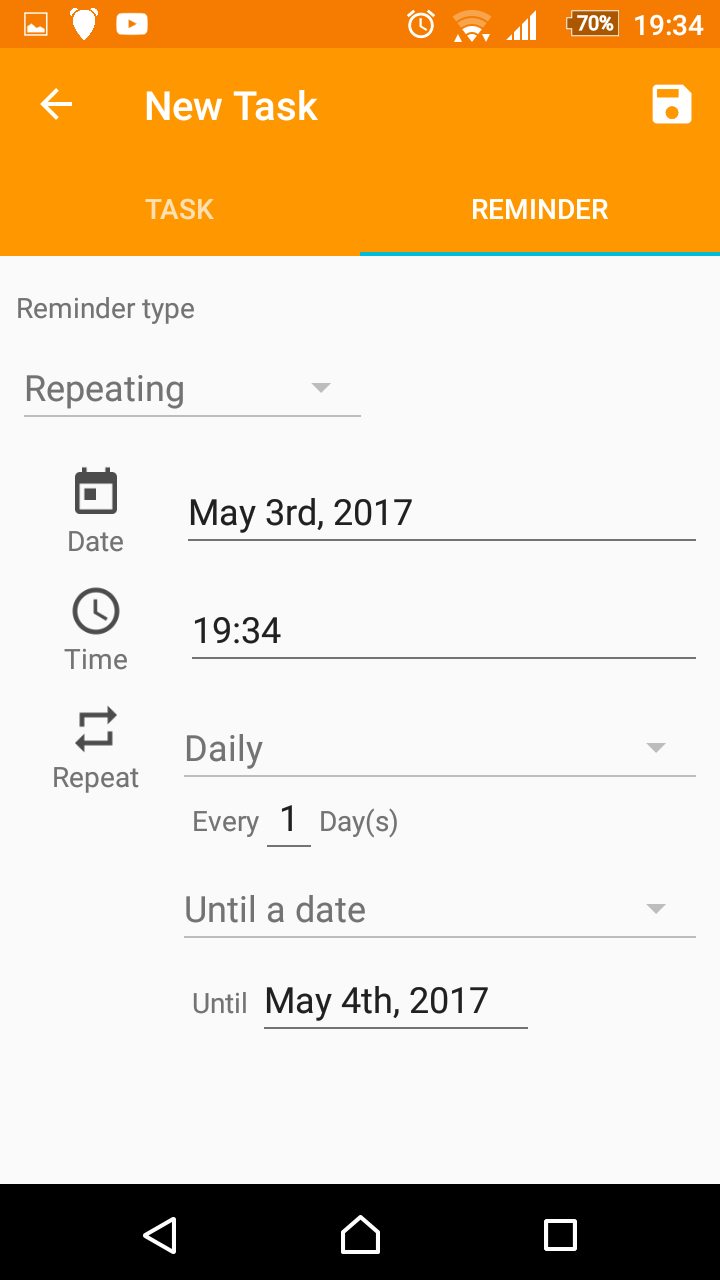 70% 19:34
New Task
TASK REMINDER
Reminder type
Repeating
May 3rd, 2017
Date
19:34
Time
Daily
Repeat
Every 1 Day(s)
Until a date
Until May 4th, 2017